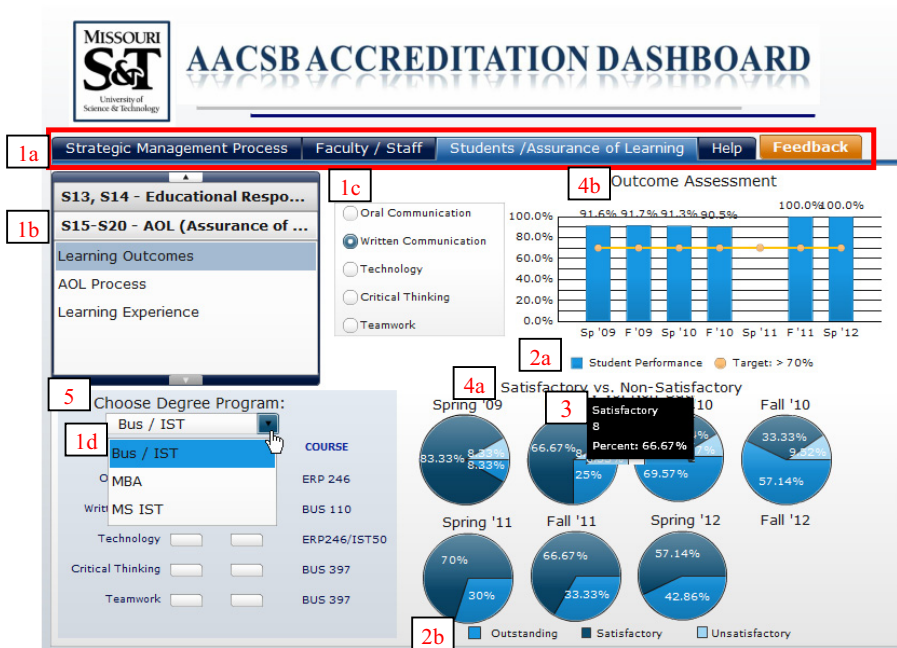 MISSOURI
S&T
University of
Science & Technology
AACSB ACCREDITATION DASHBOARD
1a
Strategic Management Process
Faculty / Staff
Students /Assurance of Learning
Help
Feedback
1b
S13, S14 - Educational Respo...
S15-S20 - AOL (Assurance of ...
Learning Outcomes
AOL Process
Learning Experience
1c
Oral Communication
Written Communication
Technology
Critical Thinking
Teamwork
4b
Outcome Assessment
100.0%
80.0%
60.0%
40.0%
20.0%
0.0%
91.6% 91.7% 91.3% 90.5% 100.0% 100.0%
Sp '09 F '09 Sp '10 F '10 Sp '11 F '11 Sp '12
2a
Student Performance
Target: > 70%
5
Choose Degree Program:
1d
Bus / IST
Bus / IST
MBA
MS IST
COURSE
ERP 246
BUS 110
Technology ERP246/IST50
Critical Thinking BUS 397
Teamwork BUS 397
4a
Satisfactory vs. Non-Satisfactory
Spring '09
83.33% 8.33%
8.33%
3
66.67%
25%
Satisfactory
8
Percent: 66.67%
10
69.57%
Fall '10
33.33%
9.52%
57.14%
Spring '11
70%
30%
Fall '11
66.67%
33.33%
Spring '12
57.14%
42.86%
Fall '12
2b
Outstanding
Satisfactory
Unsatisfactory